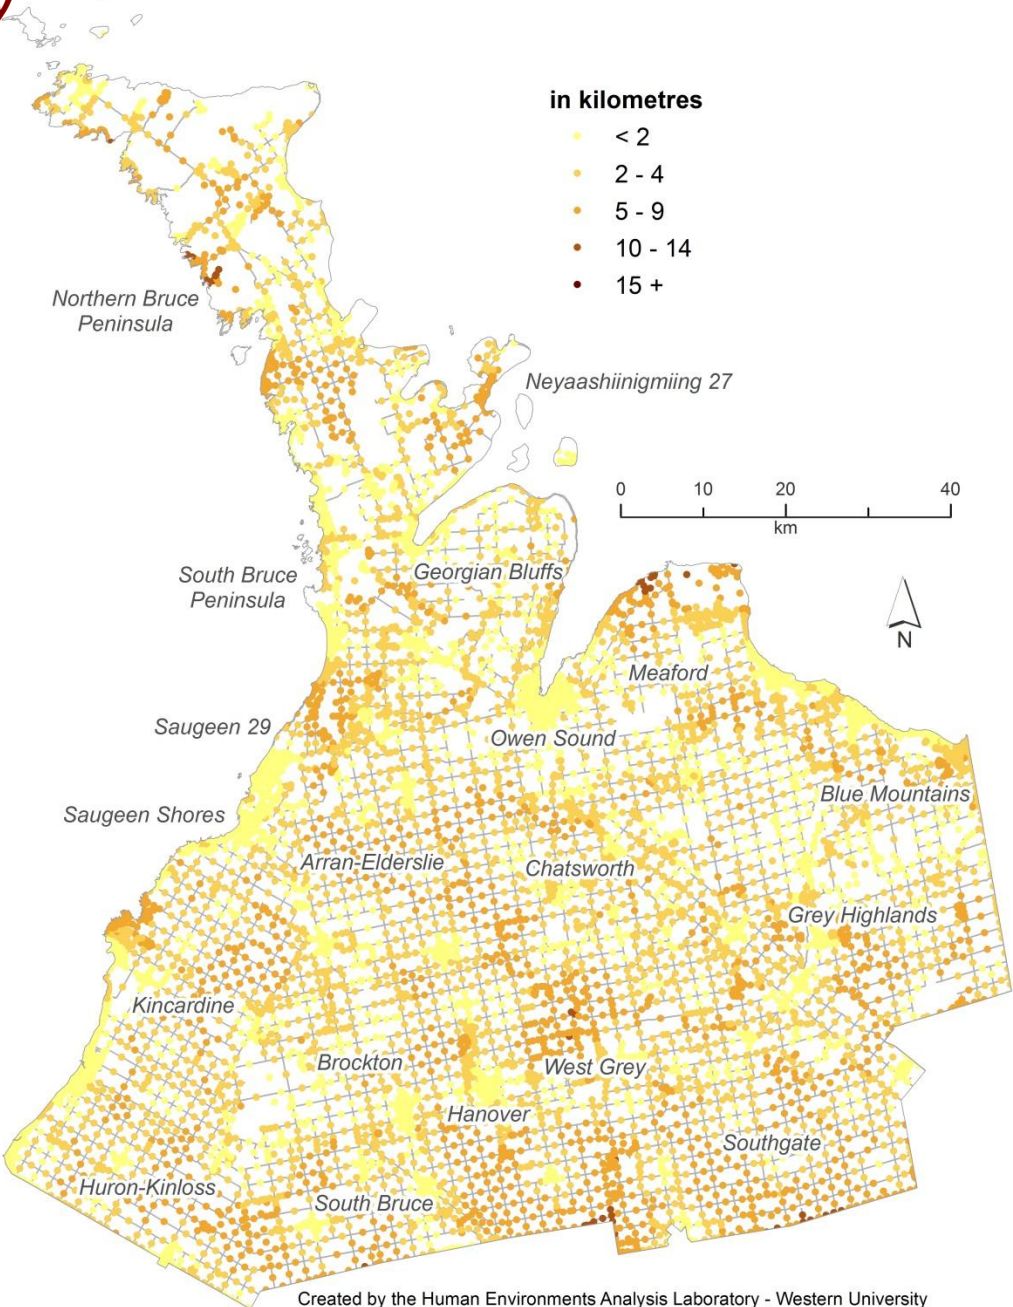 in kilometres
< 2
2 - 4
5 - 9
10 - 14
15 +
Northern Bruce
Peninsula
Neyaashiinigmiing 27
0 10 20 40
km
South Bruce
Peninsula
Georgian Bluffs
N
Meaford
Saugeen 29
Owen Sound
Blue Mountains
Saugeen Shores
Arran-Elderslie
Chatsworth
Grey Highlands
Kincardine
Brockton
West Grey
Hanover
Southgate
Huron-Kinloss
South Bruce
Created by the Human Environments Analysis Laboratory - Western University